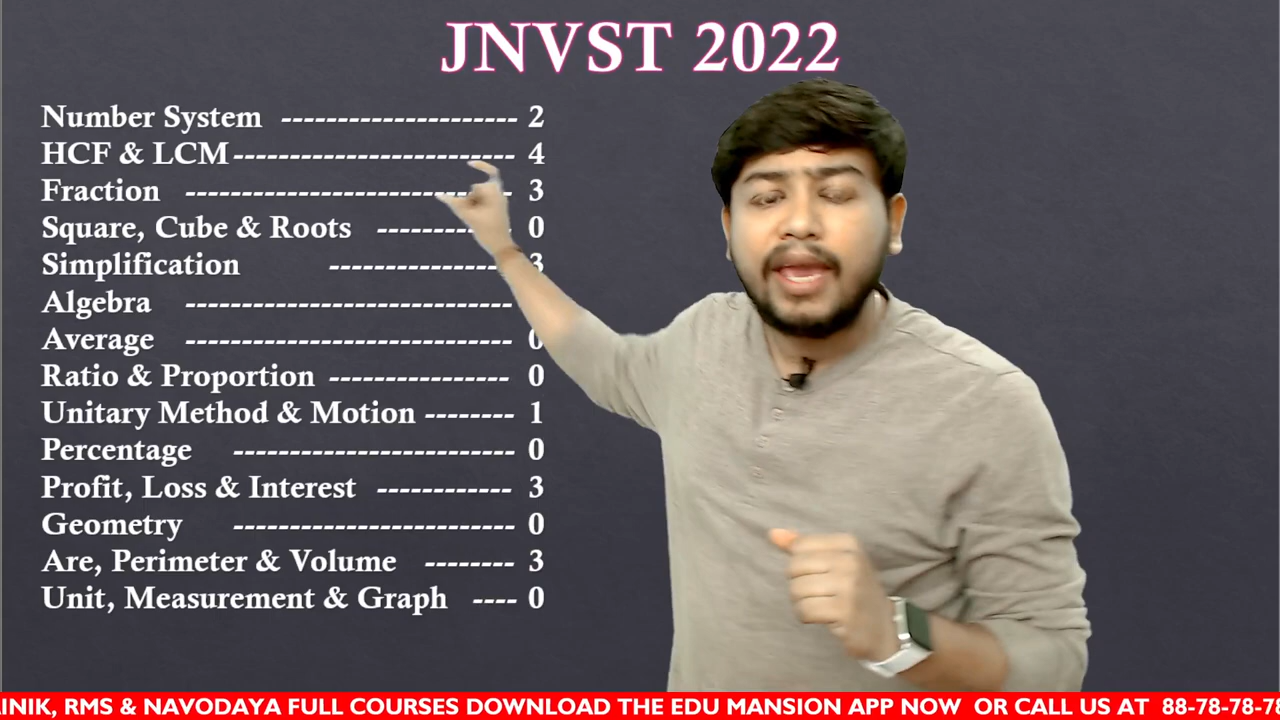 JNVST 2022
Number System --------------------- 2
HCF & LCM------------------------- 4
Fraction ----------------------------- 3
Square, Cube & Roots ------------ 0
Simplification ---------------- 3
Algebra -----------------------------
Average ----------------------------- 0
Ratio & Proportion ---------------- 0
Unitary Method & Motion -------- 1
Percentage ------------------------- 0
Profit, Loss & Interest ------------ 3
Geometry ------------------------- 0
Are, Perimeter & Volume -------- 3
Unit, Measurement & Graph ---- 0
RMS & NAVODAYA FULL COURSES DOWNLOAD THE EDU MANSION APP NOW OR CALL US AT 88-78-78-78